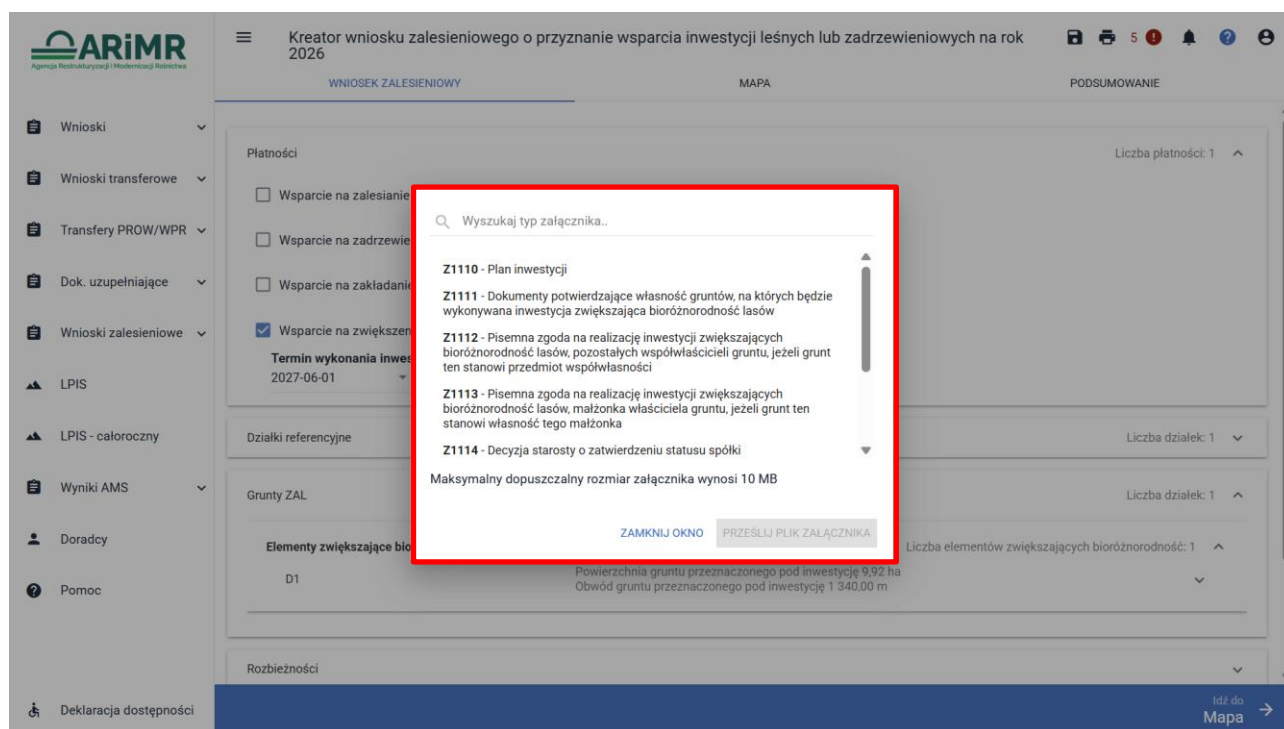 ARiMR
Agencja Restrukturyzacji i Modernizacji Rolnictwa
Kreator wniosku zalesieniowego o przyznanie wsparcia inwestycji leśnych lub zadrzewieniowych na rok
2026
5
WNIOSEK ZALESIENIOWY
MAPA
PODSUMOWANIE
Wnioski
Wnioski transferowe
Transfery PROW/WPR
Dok. uzupełniające
Wnioski zalesieniowe
LPIS
LPIS - całoroczny
Wyniki AMS
Doradcy
Pomoc
Deklaracja dostępności
Płatności
Liczba płatności: 1
Wsparcie na zalesianie
Wsparcie na zadrzewie
Wsparcie na zakładanie
Wsparcie na zwiększen
Termin wykonania inwes
2027-06-01
Wyszukaj typ załącznika..
Z1110 - Plan inwestycji
Z1111 - Dokumenty potwierdzające własność gruntów, na których będzie
wykonywana inwestycja zwiększająca bioróżnorodność lasów
Z1112 - Pisemna zgoda na realizację inwestycji zwiększających
bioróżnorodność lasów, pozostałych współwłaścicieli gruntu, jeżeli grunt
ten stanowi przedmiot współwłasności
Z1113 - Pisemna zgoda na realizację inwestycji zwiększających
bioróżnorodność lasów, małżonka właściciela gruntu, jeżeli grunt ten
stanowi własność tego małżonka
Z1114 - Decyzja starosty o zatwierdzeniu statusu spółki
Maksymalny dopuszczalny rozmiar załącznika wynosi 10 MB
ZAMKNIJ OKNO
PRZEŚLIJ PLIK ZAŁĄCZNIKA
Działki referencyjne
Liczba działek: 1
Grunty ZAL
Liczba działek: 1
Elementy zwiększające bio
Liczba elementów zwiększających bioróżnorodność: 1
D1
Powierzchnia gruntu przeznaczonego pod inwestycję 9,92 ha
Obwód gruntu przeznaczonego pod inwestycję 1 340,00 m
Rozbieżności
Idź do
Mapa